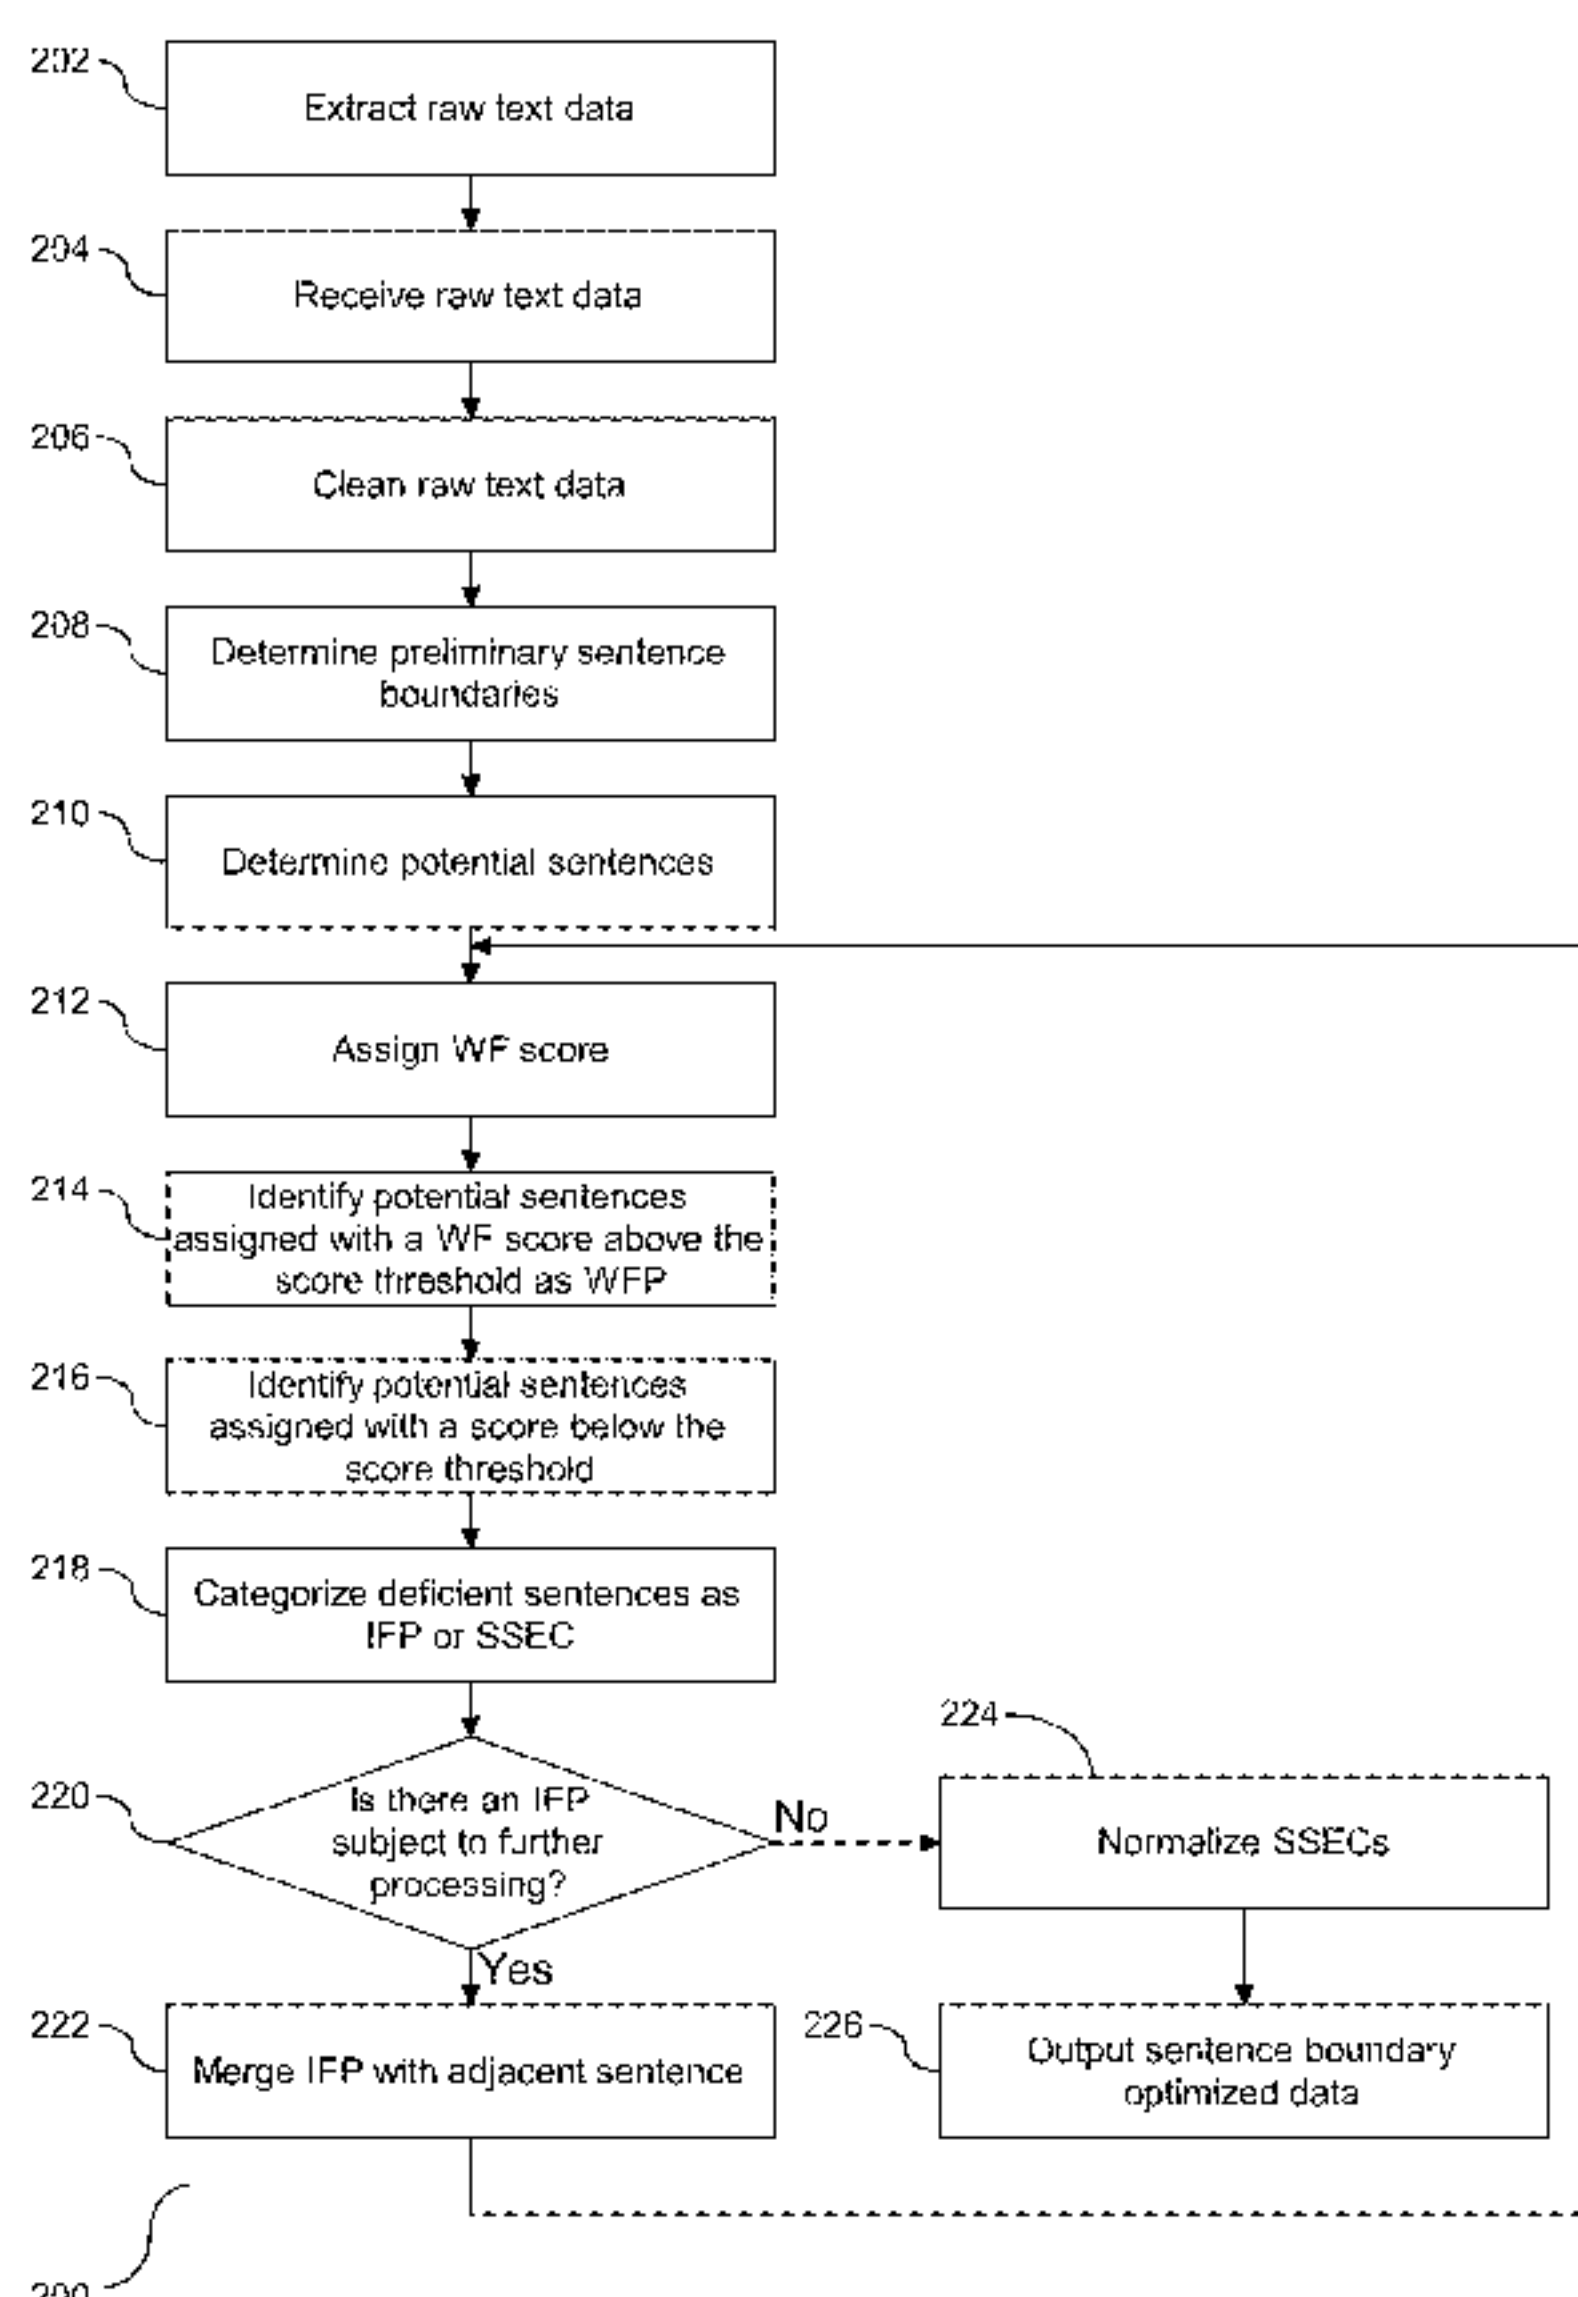 202
Extract raw text data
204
Receive raw text data
206
Clean raw text data
208
Determine preliminary sentence
boundaries
210
Determine potential sentences
212
Assign WF score
214
Identify potential sentences
assigned with a WF score above the
score threshold as WFP
216
Identify potential sentences
assigned with a score below the
score threshold
218
Categorize deficient sentences as
IFP or SSEC
220
Is there an IFP
subject to further
processing?
No
224
Normalize SSECs
Yes
222
Merge IFP with adjacent sentence
226
Output sentence boundary
optimized data
200